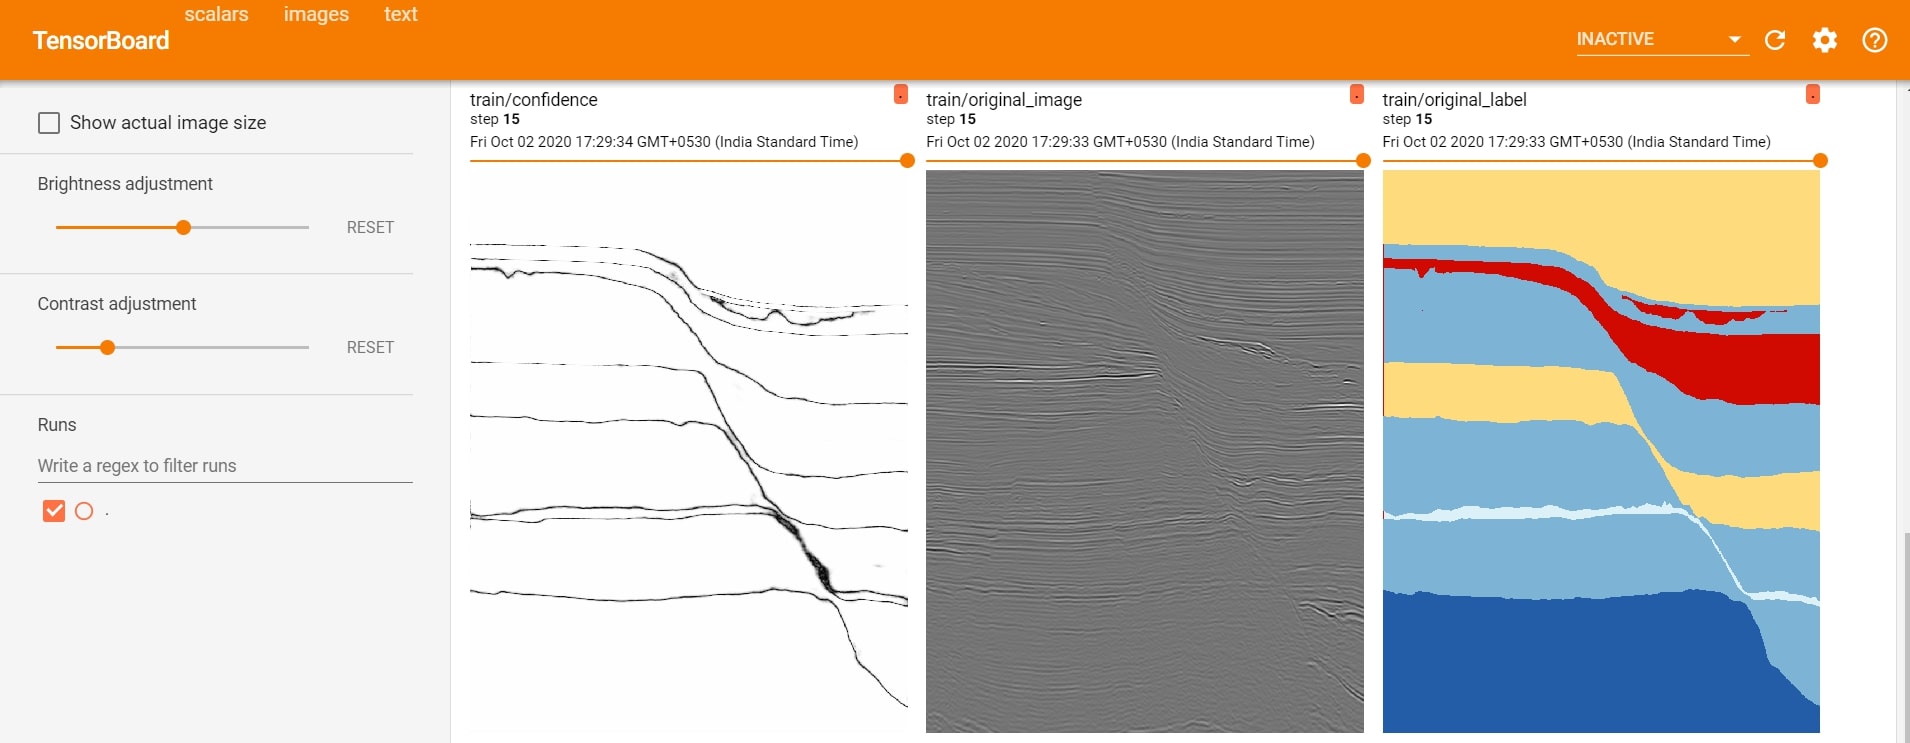 scalars images text
TensorBoard
INACTIVE
Show actual image size
Brightness adjustment
RESET
Contrast adjustment
RESET
Runs
Write a regex to filter runs
.
train/confidence
step 15
Fri Oct 02 2020 17:29:34 GMT+0530 (India Standard Time)
.
train/original_image
step 15
Fri Oct 02 2020 17:29:33 GMT+0530 (India Standard Time)
.
train/original_label
step 15
Fri Oct 02 2020 17:29:33 GMT+0530 (India Standard Time)
.